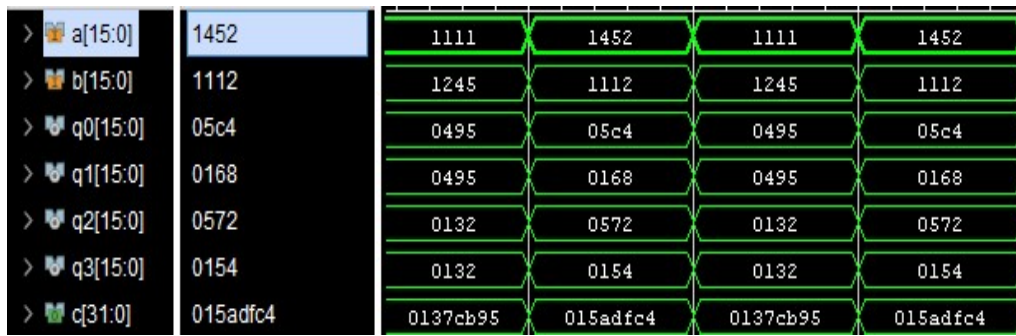 a[15:0] 1452 1111 1452 1111 1452
b[15:0] 1112 1245 1112 1245 1112
q0[15:0] 05c4 0495 05c4 0495 05c4
q1[15:0] 0168 0495 0168 0495 0168
q2[15:0] 0572 0132 0572 0132 0572
q3[15:0] 0154 0132 0154 0132 0154
c[31:0] 015adfc4 0137cb95 015adfc4 0137cb95 015adfc4